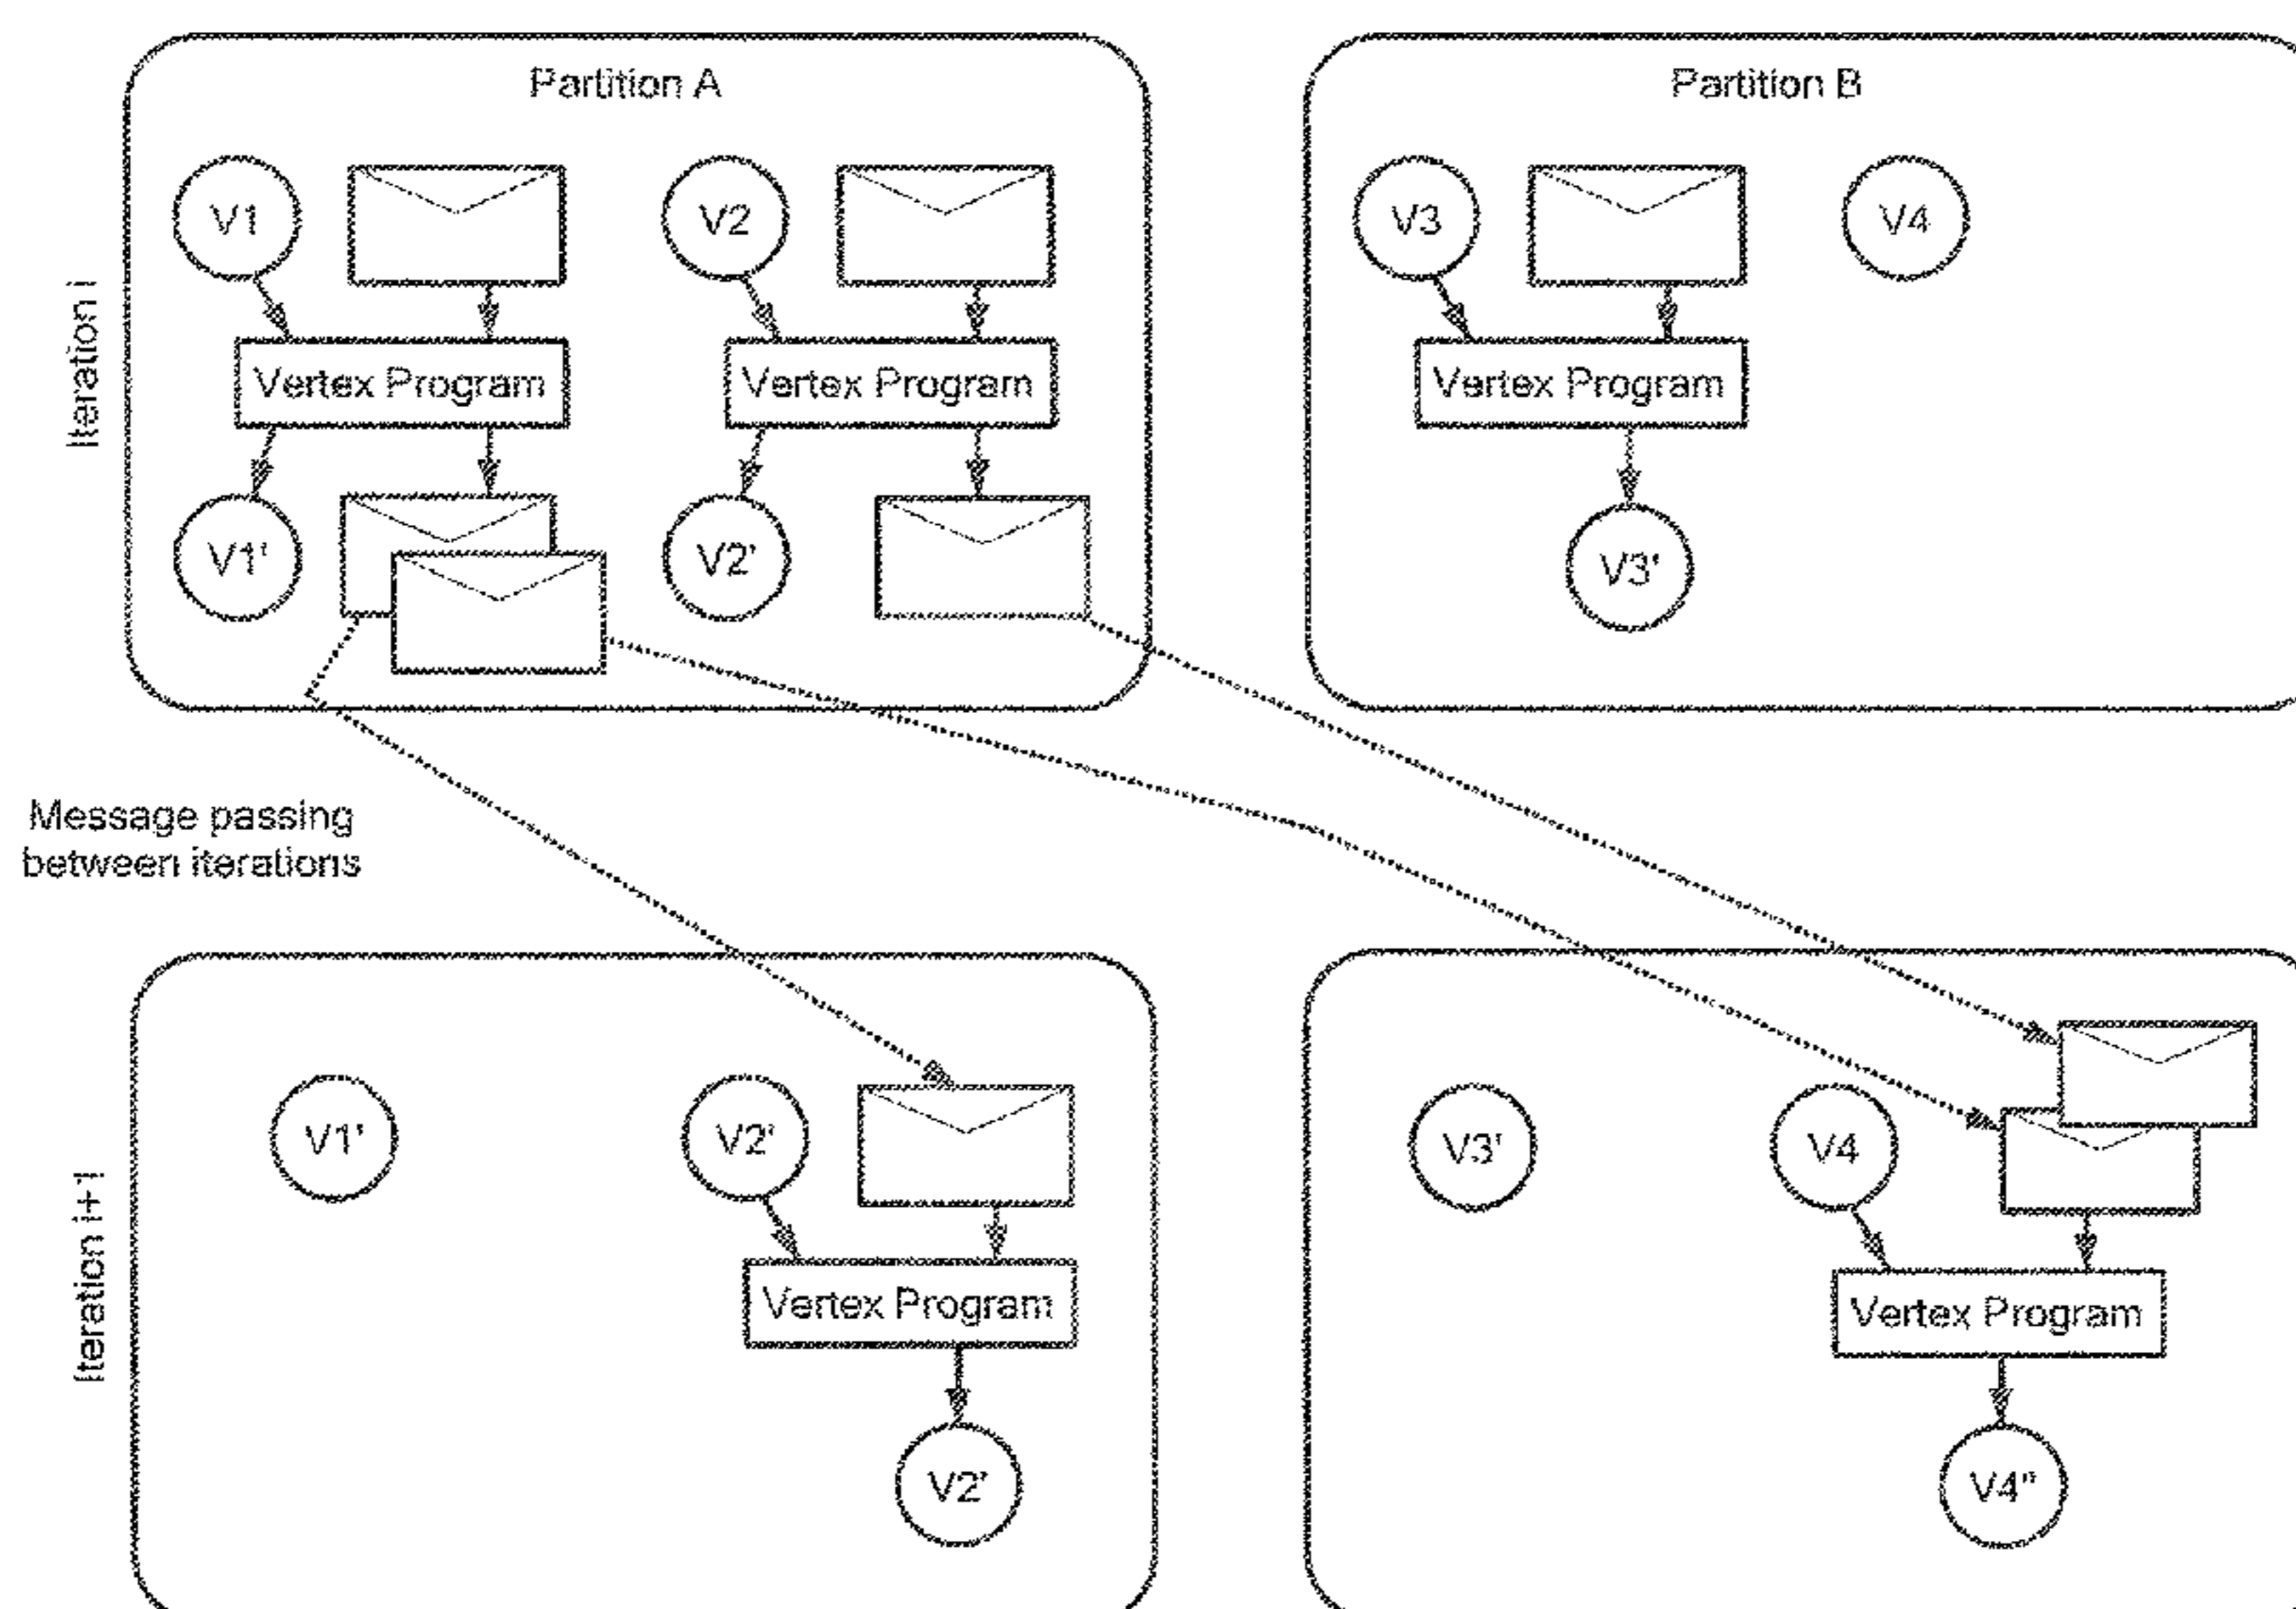 Partition A
Partition B
Iteration i
V1
V2
V3
V4
Vertex Program
Vertex Program
Vertex Program
V1'
V2'
V3'
Message passing
between iterations
Iteration i+1
V1'
V2'
V3'
V4
Vertex Program
Vertex Program
V2'
V4"